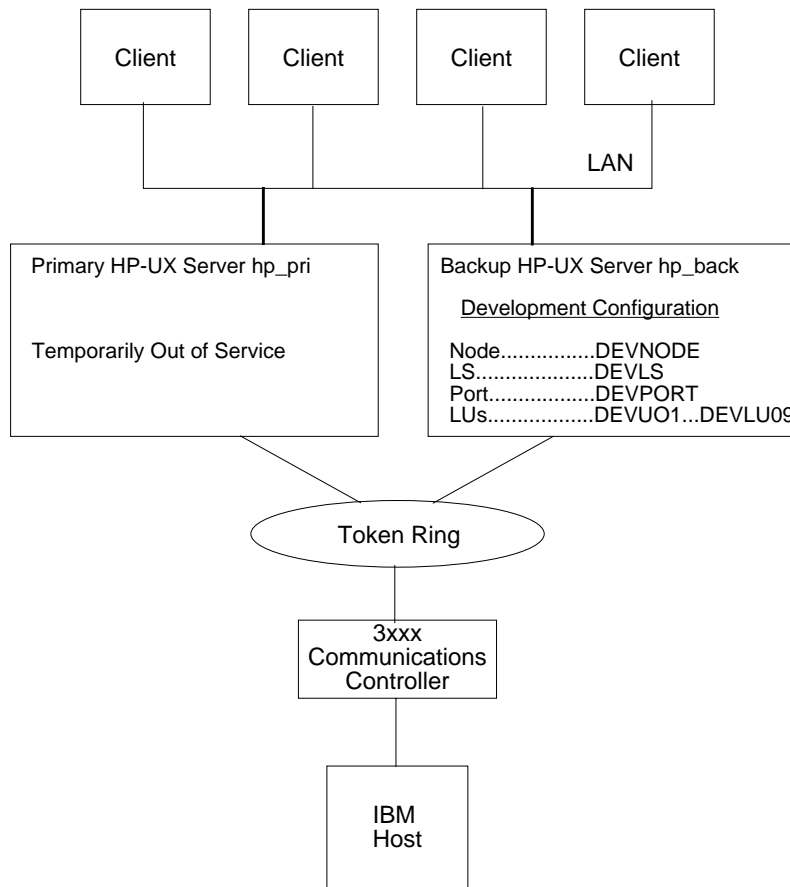 Client
Client
Client
Client
LAN
Primary HP-UX Server hp_pri
Temporarily Out of Service
Backup HP-UX Server hp_back
Development Configuration
Node................DEVNODE
LS....................DEVLS
Port..................DEVPORT
LUs...................DEVUO1...DEVLU09
Token Ring
3xxx
Communications
Controller
IBM
Host